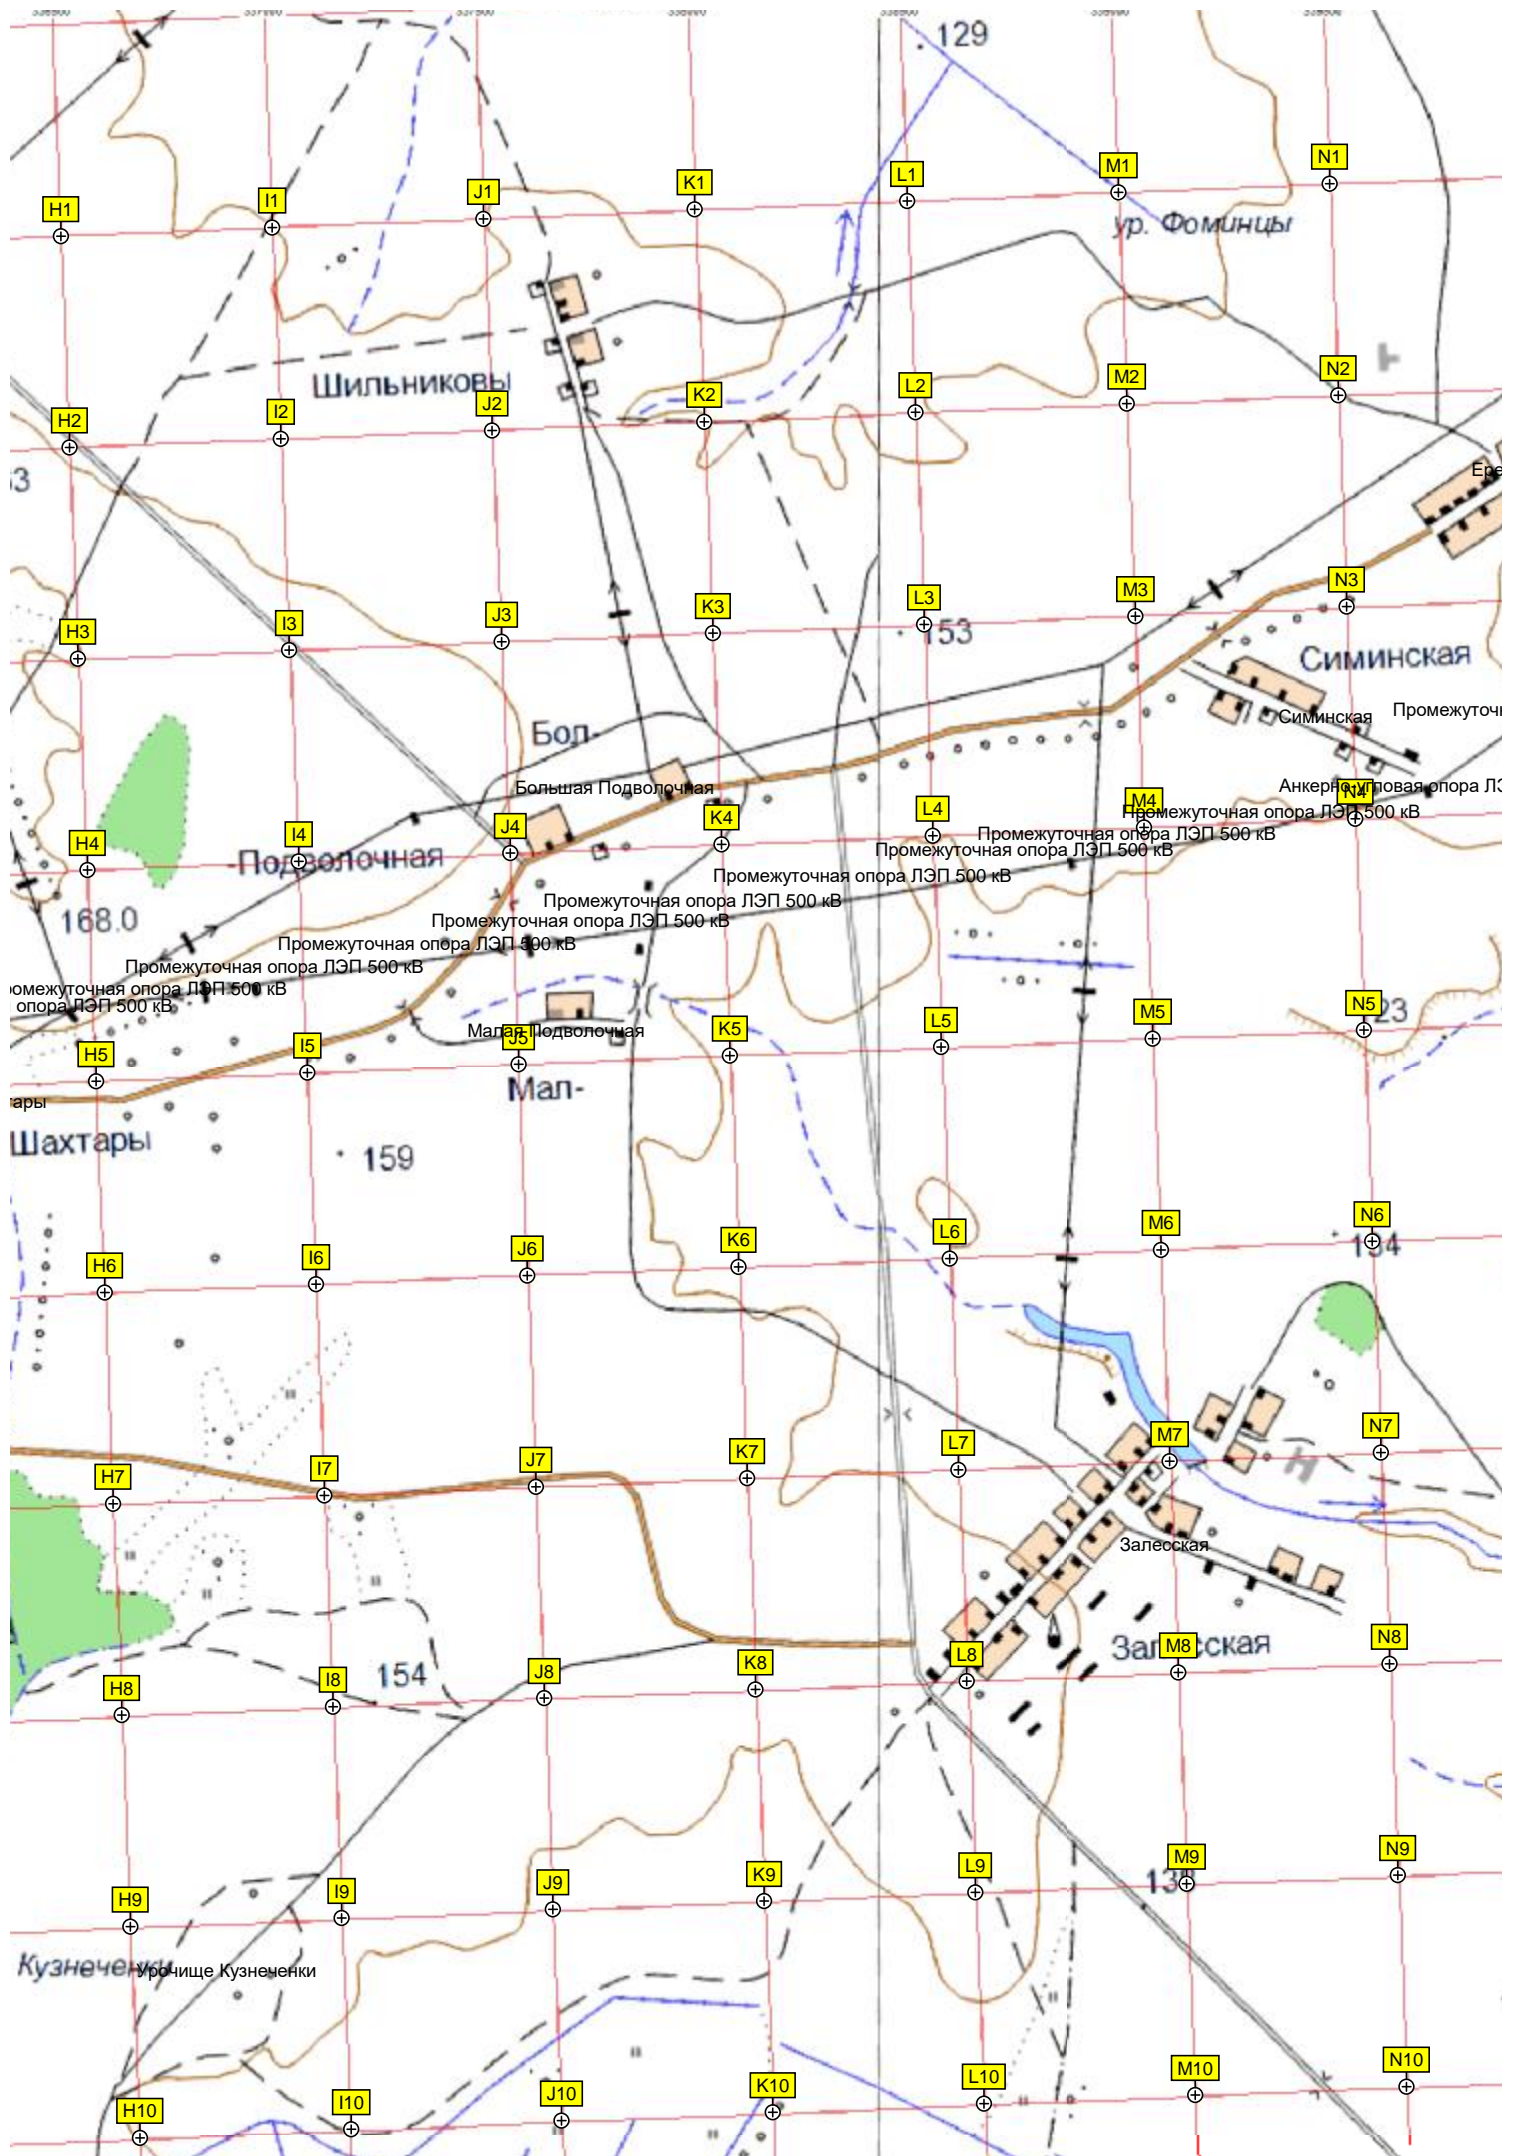 129
N1
M1
L1
K1
J1
I1
H1
ур. Фоминцы
Шильниковы
N2
M2
L2
K2
J2
I2
H2
N3
M3
L3
K3
J3
I3
H3
153
Симинская
Симинская
Бол-
Большая Подволочная
N4
M4
L4
K4
J4
I4
H4
Промежуточная опора ЛЭП 500 кВ
Промежуточная опора ЛЭП 500 кВ
Промежуточная опора ЛЭП 500 кВ
-Подволочная
Промежуточная опора ЛЭП 500 кВ
Промежуточная опора ЛЭП 500 кВ
168.0
Промежуточная опора ЛЭП 500 кВ
Промежуточная опора ЛЭП 500 кВ
Промежуточная опора ЛЭП 500 кВ
ромежуточная опора ЛЭП 500 кВ
опора ЛЭП 500 кВ
N5
23
M5
L5
K5
J5
I5
H5
Малая Подволочная
Мал-
ары
Шахтары
159
N6
M6
L6
K6
J6
I6
H6
N7
M7
L7
K7
J7
I7
H7
Залесская
N8
M8
L8
K8
J8
I8
H8
154
N9
M9
L9
K9
J9
I9
H9
Кузнеченки
Урочище Кузнеченки
N10
M10
L10
K10
J10
I10
H10